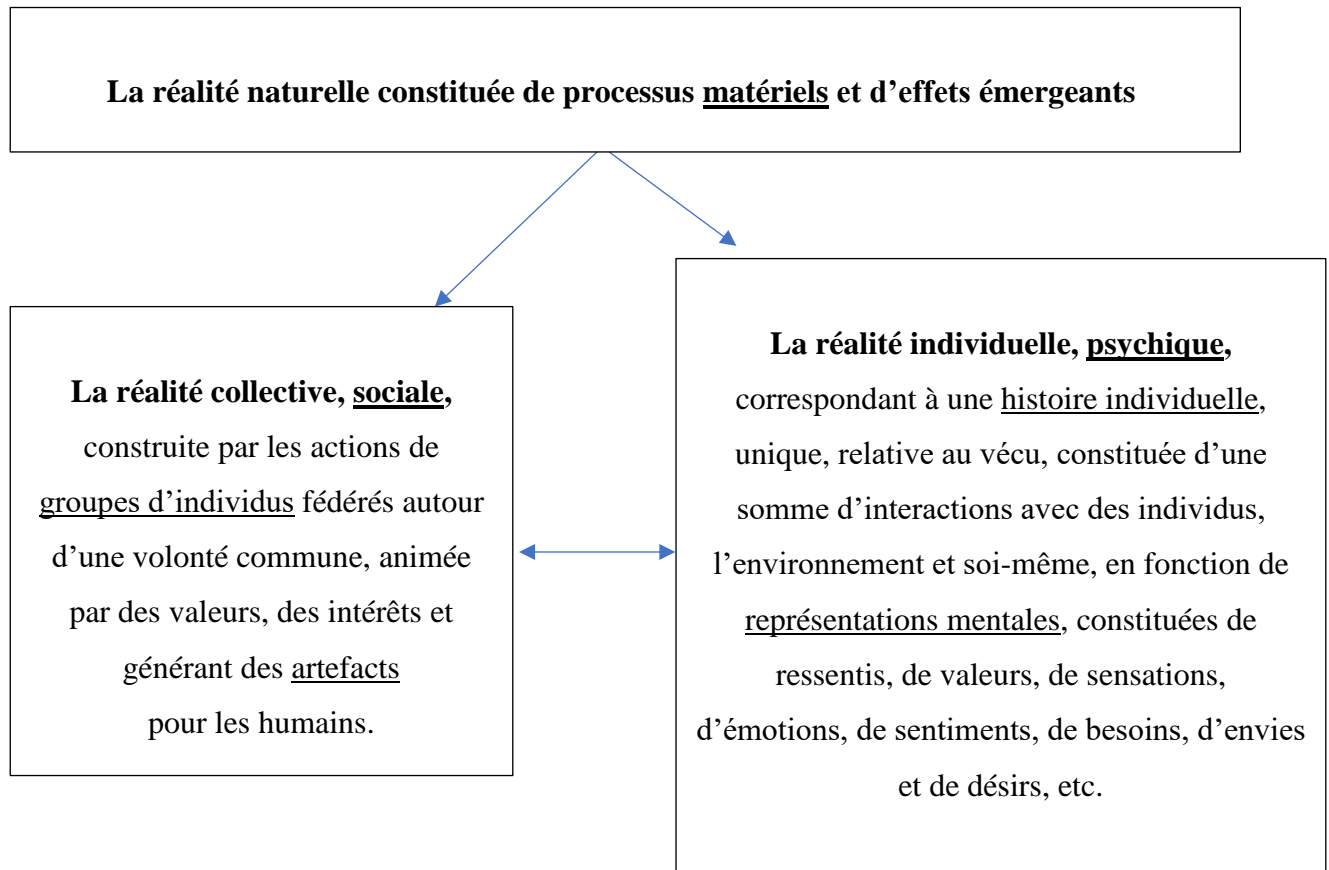 La réalité naturelle constituée de processus matériels et d’effets émergeants
La réalité collective, sociale,
construite par les actions de
groupes d’individus fédérés autour
d’une volonté commune, animée
par des valeurs, des intérêts et
générant des artefacts
pour les humains.
La réalité individuelle, psychique,
correspondant à une histoire individuelle,
unique, relative au vécu, constituée d’une
somme d’interactions avec des individus,
l’environnement et soi-même, en fonction de
représentations mentales, constituées de
ressentis, de valeurs, de sensations,
d’émotions, de sentiments, de besoins, d’envies
et de désirs, etc.